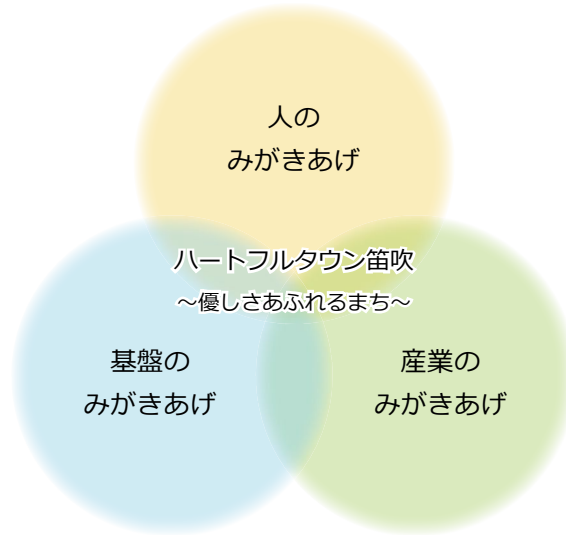 人の
みがきあげ
ハートフルタウン笛吹
～優しさあふれるまち～
基盤の
みがきあげ
産業の
みがきあげ